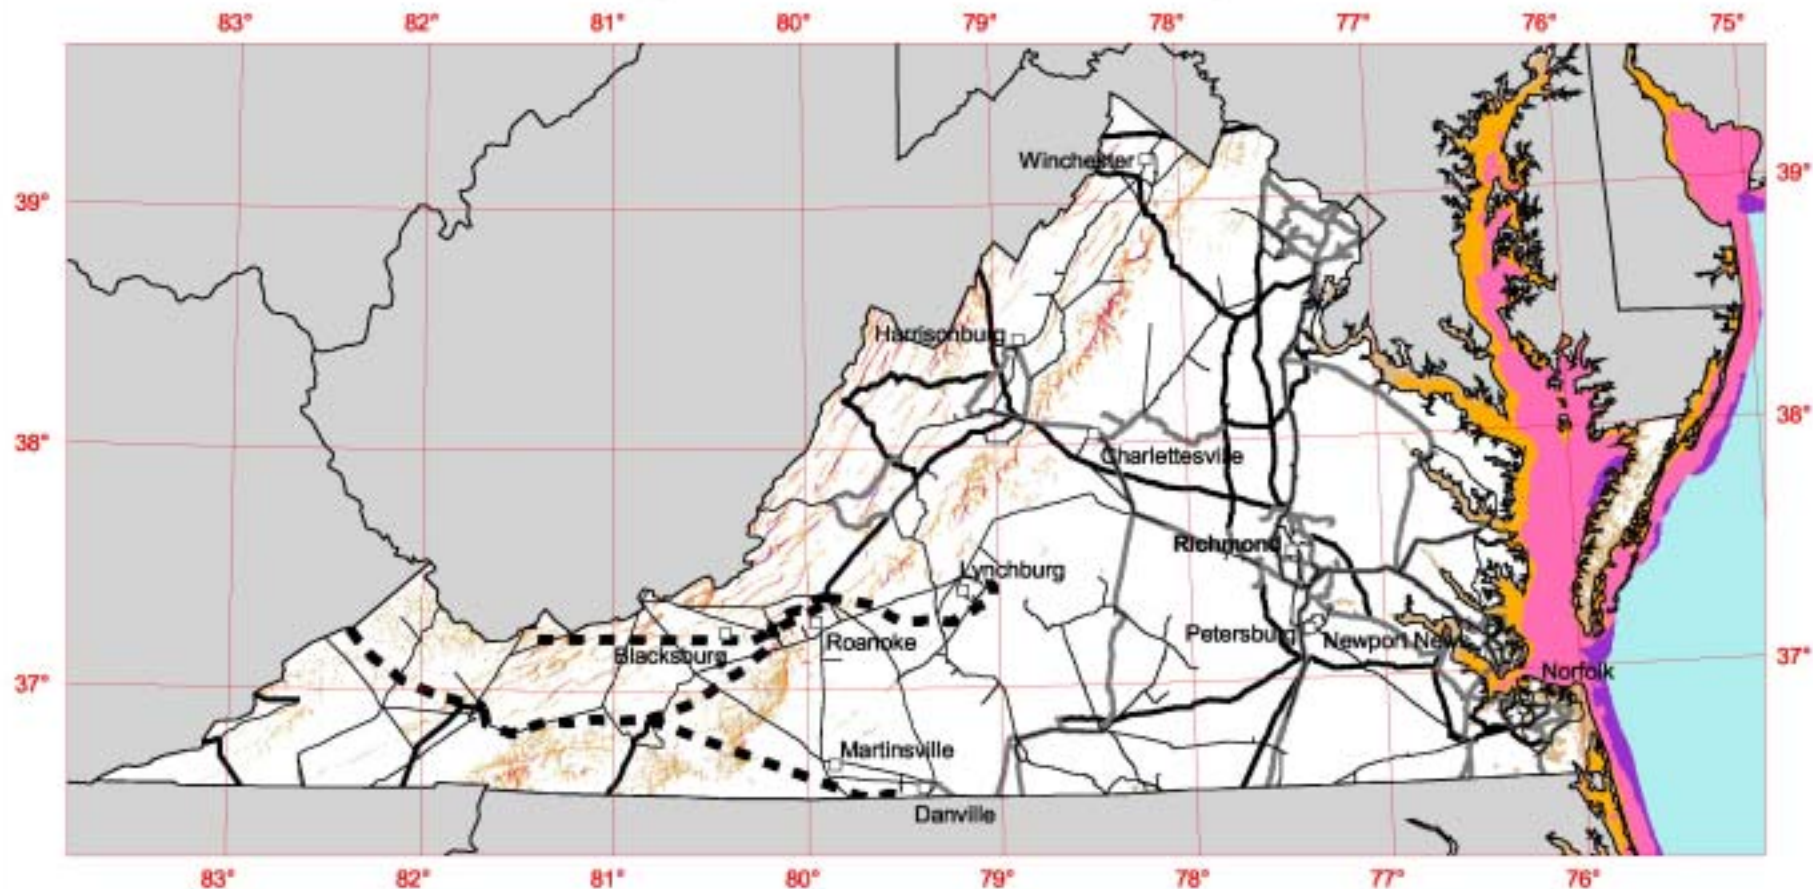 83° 82° 81° 80° 79° 78° 77° 76° 75°
Winchester
39° 39°
Harrisonburg
38° 38°
Charlettesville
Richmond
Lynchburg
Petersburg Newport News
Roanoke
Blacksburg
37° 37°
Norfolk
Martinsville
Danville
83° 82° 81° 80° 79° 78° 77° 76°